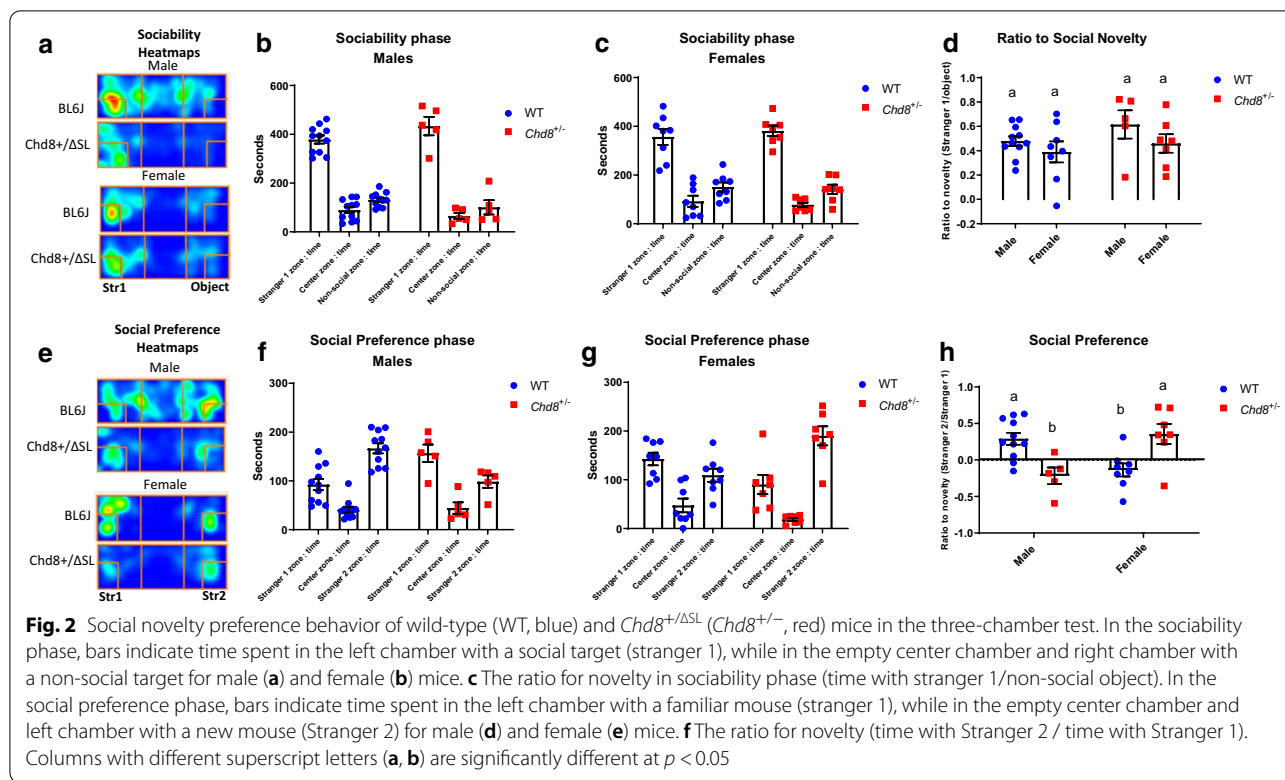 a
Sociability
Heatmaps
Male
BL6J
Chd8+/ΔSL
Female
BL6J
Chd8+/ΔSL
Str1 Object
b
Sociability phase
Males
Seconds
600
400
200
0
WT
Chd8+/-
Stranger 1 zone : time
Center zone : time
Non-social zone : time
Stranger 1 zone : time
Center zone : time
Non-social zone : time
c
Sociability phase
Females
Seconds
600
400
200
0
WT
Chd8+/-
Stranger 1 zone : time
Center zone : time
Non-social zone : time
Stranger 1 zone : time
Center zone : time
Non-social zone : time
d
Ratio to Social Novelty
Ratio to novelty (Stranger 1/object)
1.0
0.8
0.6
0.4
0.2
0.0
0.2
a a a a
WT
Chd8+/-
Male Female Male Female
e
Social Preference
Heatmaps
Male
BL6J
Chd8+/ΔSL
Female
BL6J
Chd8+/ΔSL
Str1 Str2
f
Social Preference phase
Males
Seconds
300
200
100
0
WT
Chd8+/-
Stranger 1 zone : time
Center zone : time
Stranger 2 zone : time
Stranger 1 zone : time
Center zone : time
Stranger 2 zone : time
g
Social Preference phase
Females
Seconds
300
200
100
0
WT
Chd8+/-
Stranger 1 zone : time
Center zone : time
Stranger 2 zone : time
Stranger 1 zone : time
Center zone : time
Stranger 2 zone : time
h
Social Preference
Ratio to novelty (Stranger 2/Stranger 1)
1.0
0.5
0.0
-0.5
-1.0
a b b a
WT
Chd8+/-
Male Female
Fig. 2 Social novelty preference behavior of wild-type (WT, blue) and Chd8+/ΔSL (Chd8+/−, red) mice in the three-chamber test. In the sociability
phase, bars indicate time spent in the left chamber with a social target (stranger 1), while in the empty center chamber and right chamber with
a non-social target for male (a) and female (b) mice. c The ratio for novelty in sociability phase (time with stranger 1/non-social object). In the
social preference phase, bars indicate time spent in the left chamber with a familiar mouse (stranger 1), while in the empty center chamber and
left chamber with a new mouse (Stranger 2) for male (d) and female (e) mice. f The ratio for novelty (time with Stranger 2 / time with Stranger 1).
Columns with different superscript letters (a, b) are significantly different at p < 0.05